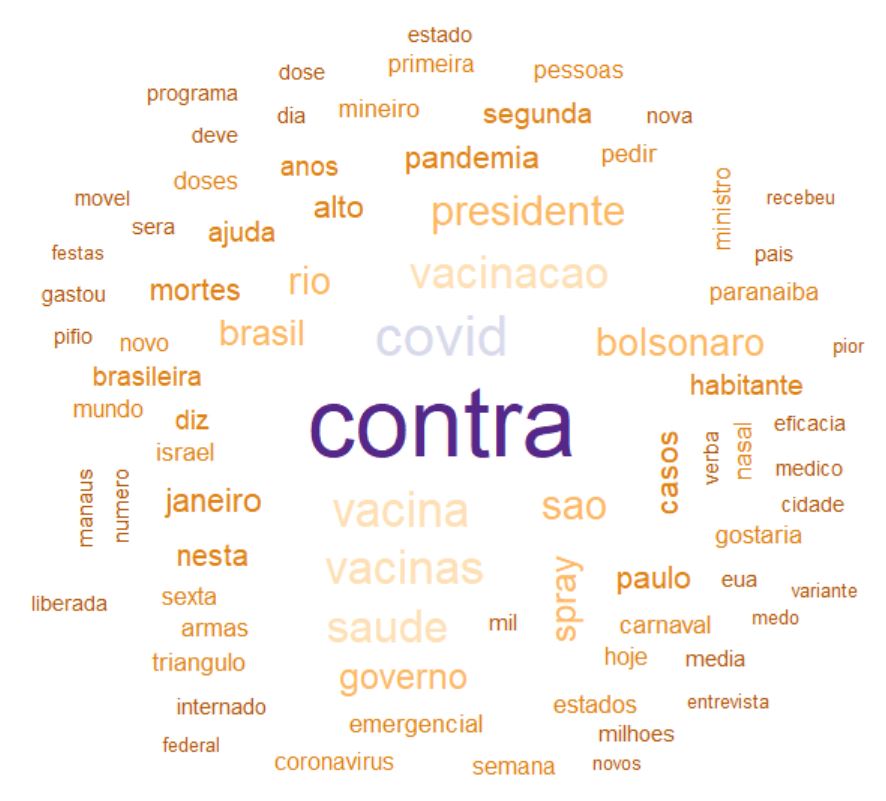 estado
dose
primeira
pessoas
programa
dia
mineiro
segunda
nova
deve
anos
pandemia
pedir
doses
ministro
movel
alto
presidente
recebeu
sera
ajuda
festas
vacinacao
pais
gastou
mortes
rio
paranaiba
pifio
novo
brasil
covid
bolsonaro
pior
brasileira
habitante
mundo
diz
contra
eficacia
israel
casos
verba
nasal
medico
manaus
numero
janeiro
vacina
sao
cidade
gostaria
nesta
vacinas
spray
paulo
eua
variante
liberada
sexta
armas
saude
mil
carnaval
medo
triangulo
governo
hoje
media
internado
emergencial
estados
entrevista
federal
milhoes
coronavirus
semana
novos